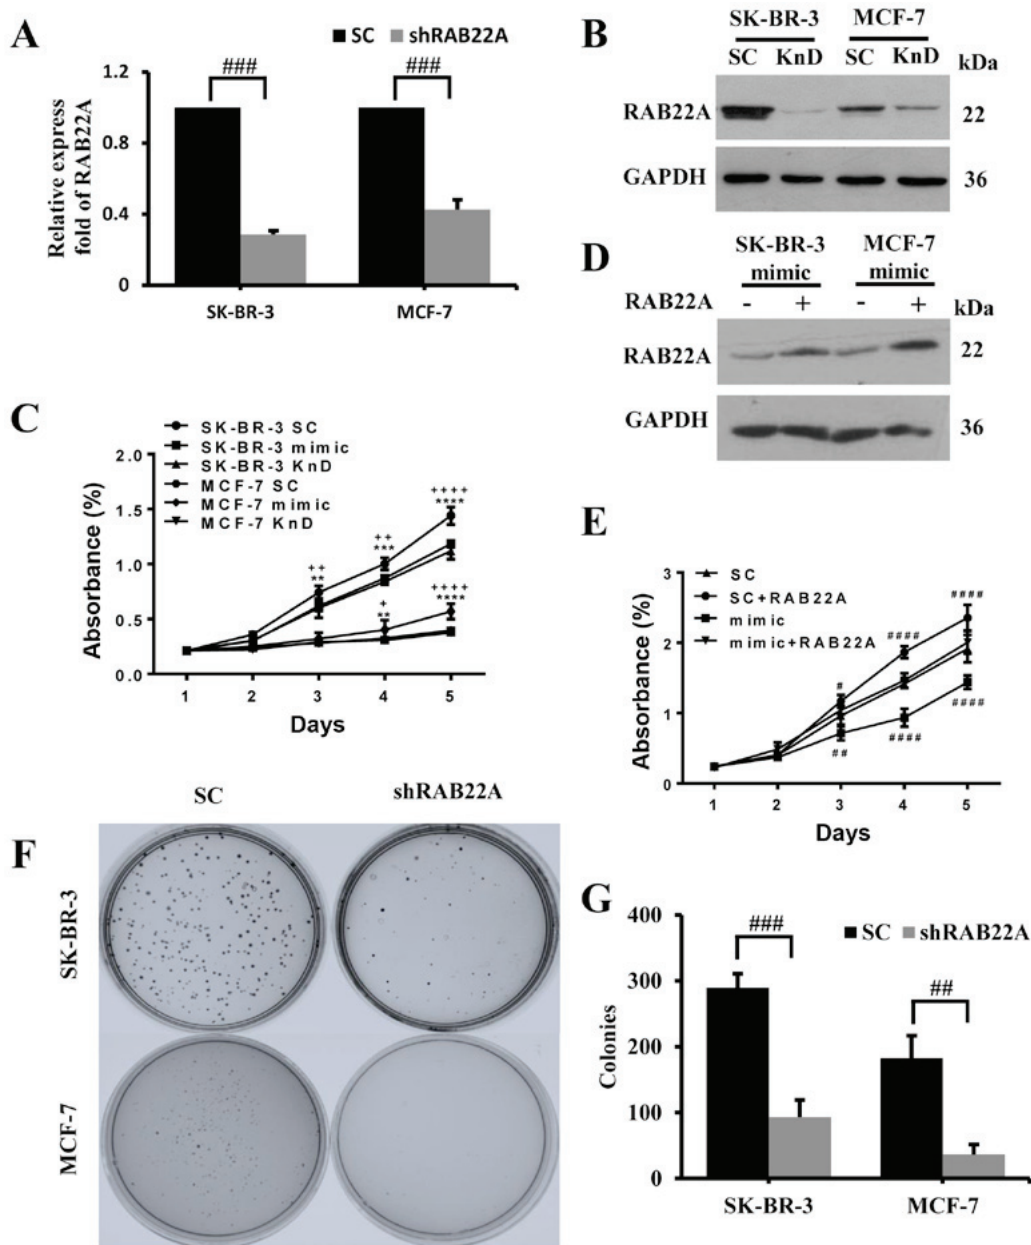 A
SC shRAB22A
Relative express
fold of RAB22A
1.2
1.0
0.8
0.4
0
###
###
SK-BR-3 MCF-7
B
SK-BR-3 MCF-7
SC KnD SC KnD kDa
RAB22A 22
GAPDH 36
D
SK-BR-3 MCF-7
mimic mimic
RAB22A - + - + kDa
RAB22A 22
GAPDH 36
C
SK-BR-3 SC
SK-BR-3 mimic
SK-BR-3 KnD
MCF-7 SC
MCF-7 mimic
MCF-7 KnD
Absorbance (%)
2.0
1.5
1.0
0.5
0.0
++
**
++
***
++++
****
+
**
++++
****
1 2 3 4 5
Days
E
SC
SC+RAB22A
mimic
mimic+RAB22A
Absorbance (%)
3
2
1
0
#
####
####
##
####
####
1 2 3 4 5
Days
F
SC shRAB22A
SK-BR-3
MCF-7
G
SC shRAB22A
Colonies
400
300
200
100
0
###
##
SK-BR-3 MCF-7